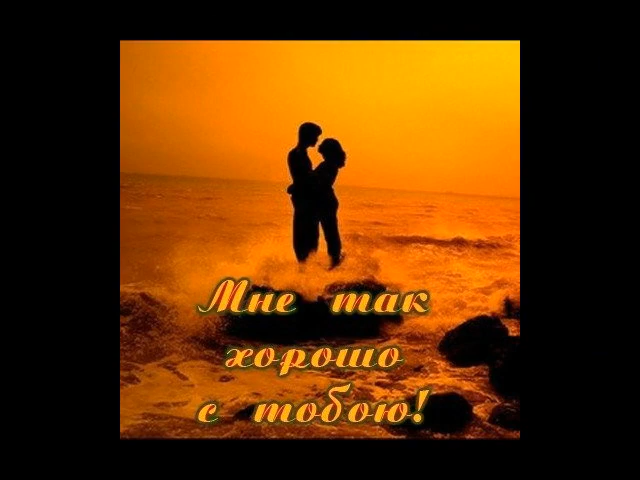 Мне так
хорошо
с тобою!